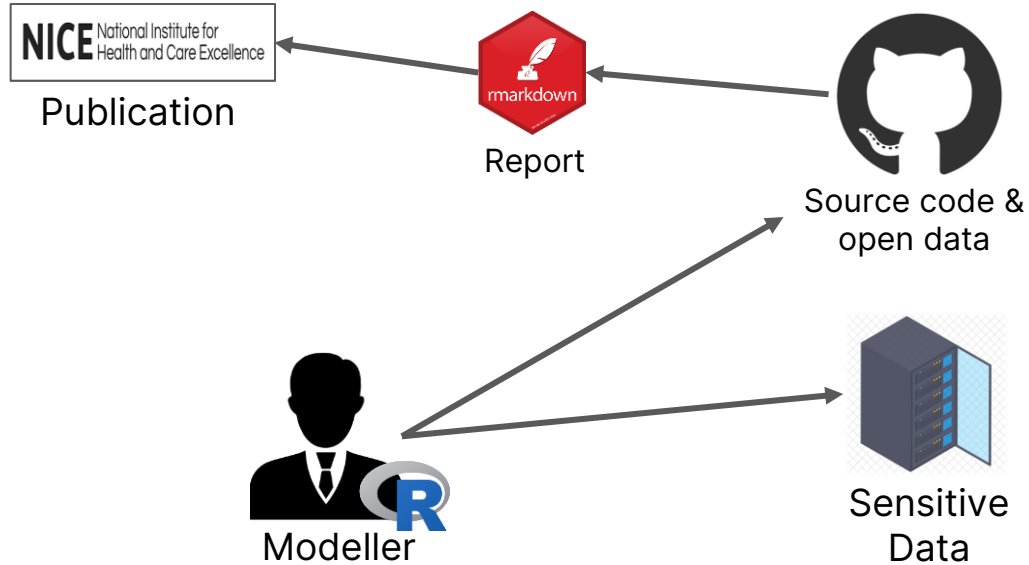 NICE National Institute for
Health and Care Excellence
Publication
rmarkdown
Report
Source code &
open data
R
Modeller
Sensitive
Data